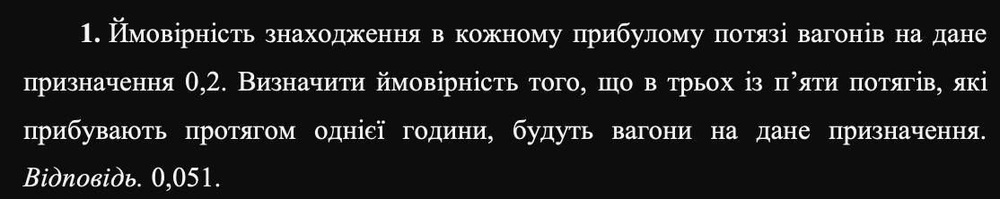 1. Ймовірність знаходження в кожному прибулому потязі вагонів на дане
призначення 0,2. Визначити ймовірність того, що в трьох із п’яти потягів, які
прибувають протягом однієї години, будуть вагони на дане призначення.
Відповідь. 0,051.